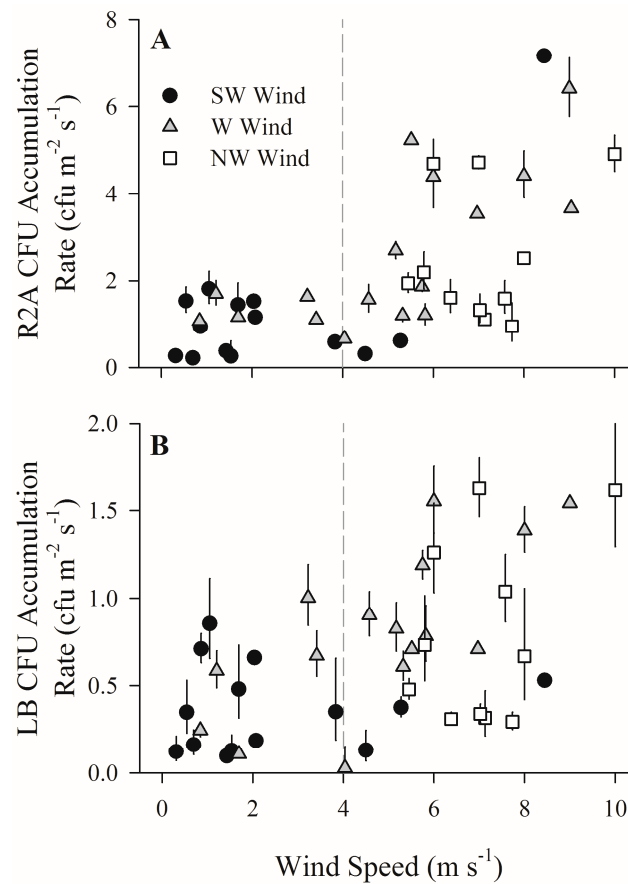 A
SW Wind
W Wind
NW Wind
R2A CFU Accumulation
Rate (cfu m⁻² s⁻¹)
8
6
4
2
0
B
LB CFU Accumulation
Rate (cfu m⁻² s⁻¹)
2.0
1.5
1.0
0.5
0.0
0 2 4 6 8 10
Wind Speed (m s⁻¹)